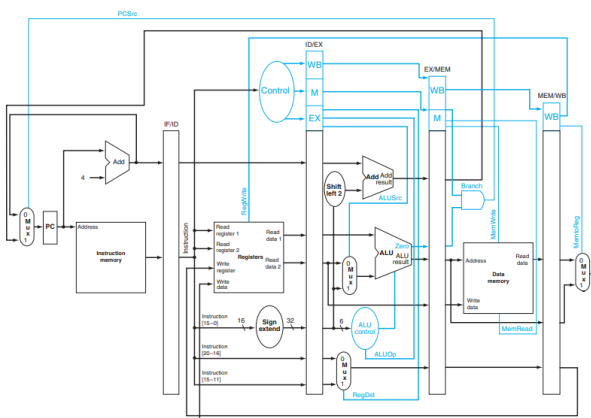 PCSrc
ID/EX
WB
EX/MEM
Control
M
WB
MEM/WB
EX
M
WB
IF/ID
Add
4
Add
Add
result
Shift
left 2
Branch
ALUSrc
RegWrite
MemWrite
MemtoReg
0
M
u
x
1
PC
Address
Instruction
memory
Instruction
Read
register 1
Read
register 2
Registers
Write
register
Write
data
Read
data 1
Read
data 2
0
M
u
x
1
Zero
ALU
ALU
result
Address
Read
data
Data
memory
Write
data
0
M
u
x
1
MemRead
Instruction
[15–0]
16
Sign
extend
32
6
ALU
control
ALUOp
Instruction
[20–16]
Instruction
[15–11]
0
M
u
x
1
RegDst